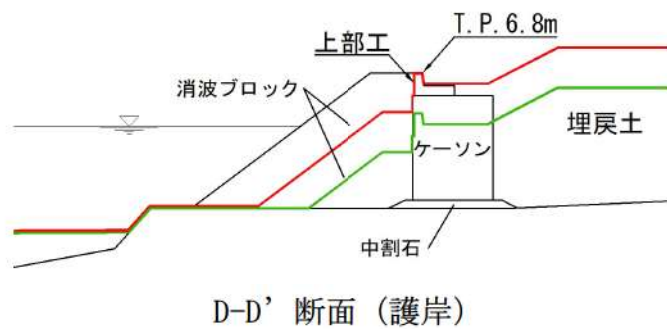 T.P.6.8m
上部工
消波ブロック
埋戻土
ケーソン
中割石
D-D’断面（護岸）